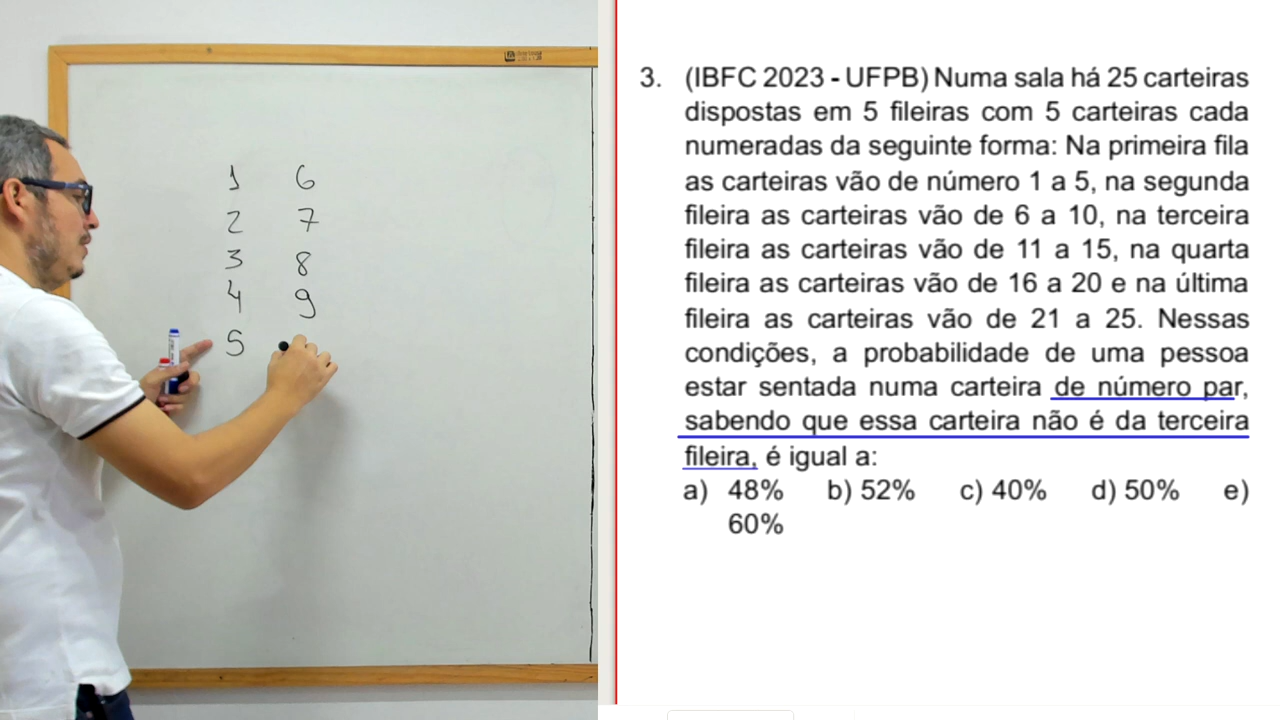 1 6
2 7
3 8
4 9
5
3. (IBFC 2023 - UFPB) Numa sala há 25 carteiras
dispostas em 5 fileiras com 5 carteiras cada
numeradas da seguinte forma: Na primeira fila
as carteiras vão de número 1 a 5, na segunda
fileira as carteiras vão de 6 a 10, na terceira
fileira as carteiras vão de 11 a 15, na quarta
fileira as carteiras vão de 16 a 20 e na última
fileira as carteiras vão de 21 a 25. Nessas
condições, a probabilidade de uma pessoa
estar sentada numa carteira de número par,
sabendo que essa carteira não é da terceira
fileira, é igual a:
a) 48% b) 52% c) 40% d) 50% e)
60%